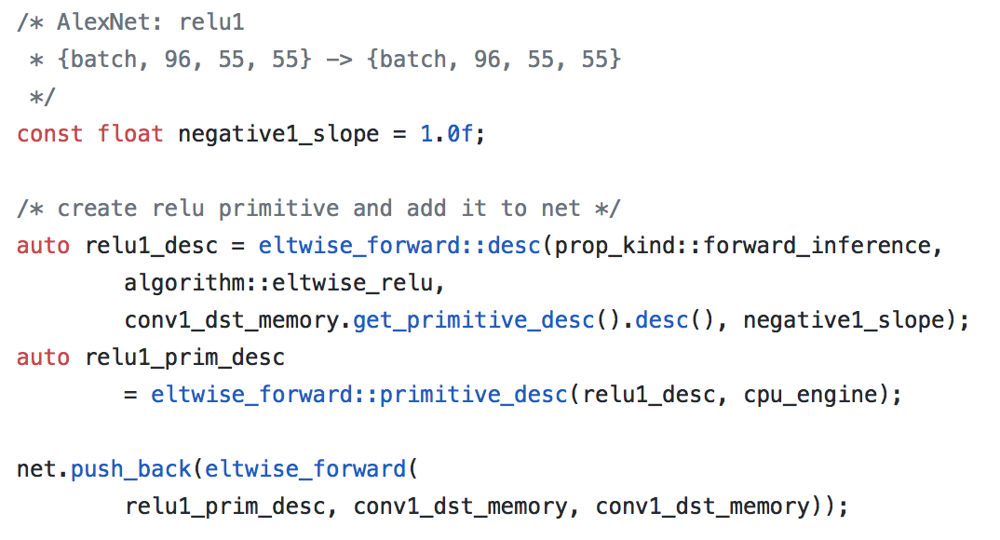 /* AlexNet: relu1
 * {batch, 96, 55, 55} -> {batch, 96, 55, 55}
 */
const float negative1_slope = 1.0f;

/* create relu primitive and add it to net */
auto relu1_desc = eltwise_forward::desc(prop_kind::forward_inference,
        algorithm::eltwise_relu,
        conv1_dst_memory.get_primitive_desc().desc(), negative1_slope);
auto relu1_prim_desc
        = eltwise_forward::primitive_desc(relu1_desc, cpu_engine);

net.push_back(eltwise_forward(
        relu1_prim_desc, conv1_dst_memory, conv1_dst_memory));